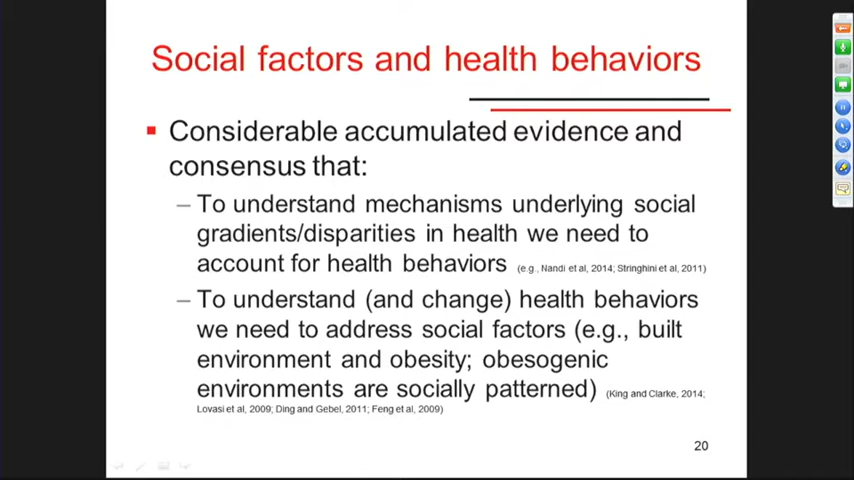 Social factors and health behaviors
Considerable accumulated evidence and
consensus that:
– To understand mechanisms underlying social
gradients/disparities in health we need to
account for health behaviors (e.g., Nandi et al, 2014; Stringhini et al, 2011)
– To understand (and change) health behaviors
we need to address social factors (e.g., built
environment and obesity; obesogenic
environments are socially patterned) (King and Clarke, 2014;
Lovasi et al, 2009; Ding and Gebel, 2011; Feng et al, 2009)
20